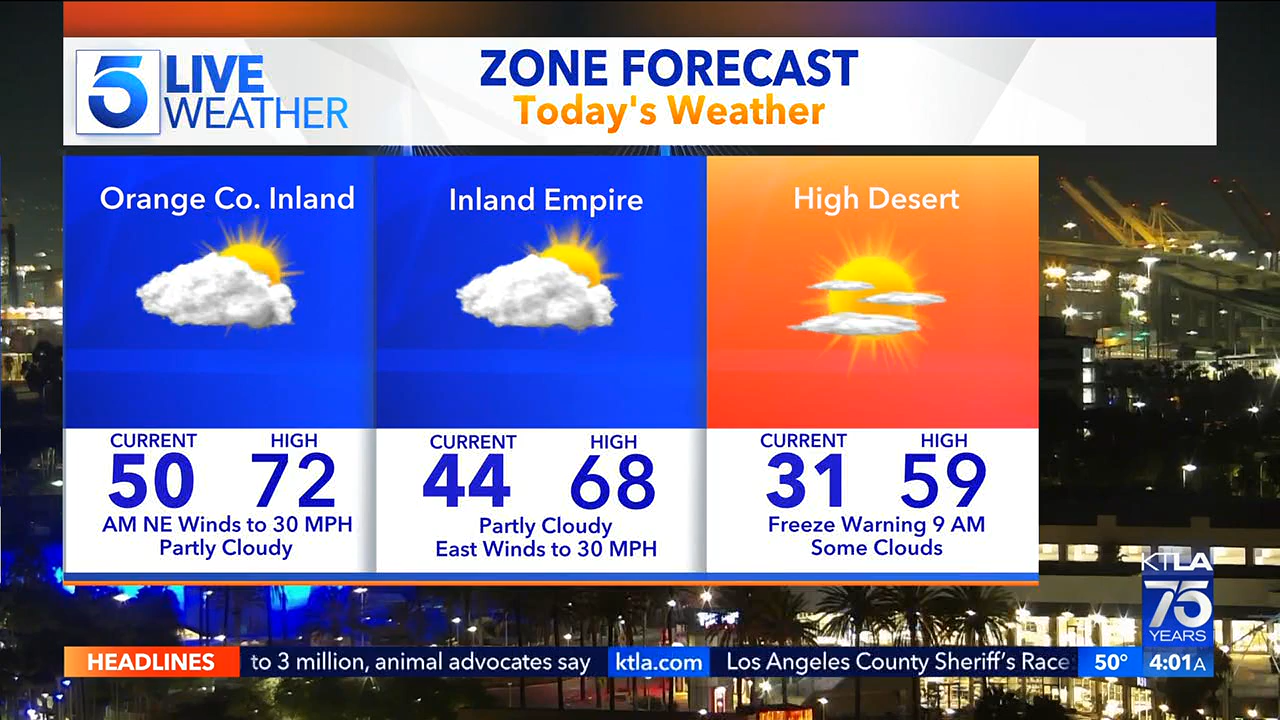 5 LIVE
WEATHER
ZONE FORECAST
Today's Weather
Orange Co. Inland
CURRENT HIGH
50 72
AM NE Winds to 30 MPH
Partly Cloudy
Inland Empire
CURRENT HIGH
44 68
Partly Cloudy
East Winds to 30 MPH
High Desert
CURRENT HIGH
31 59
Freeze Warning 9 AM
Some Clouds
KTLA
75
YEARS
HEADLINES to 3 million, animal advocates say ktla.com Los Angeles County Sheriff's Race: 50° 4:01A